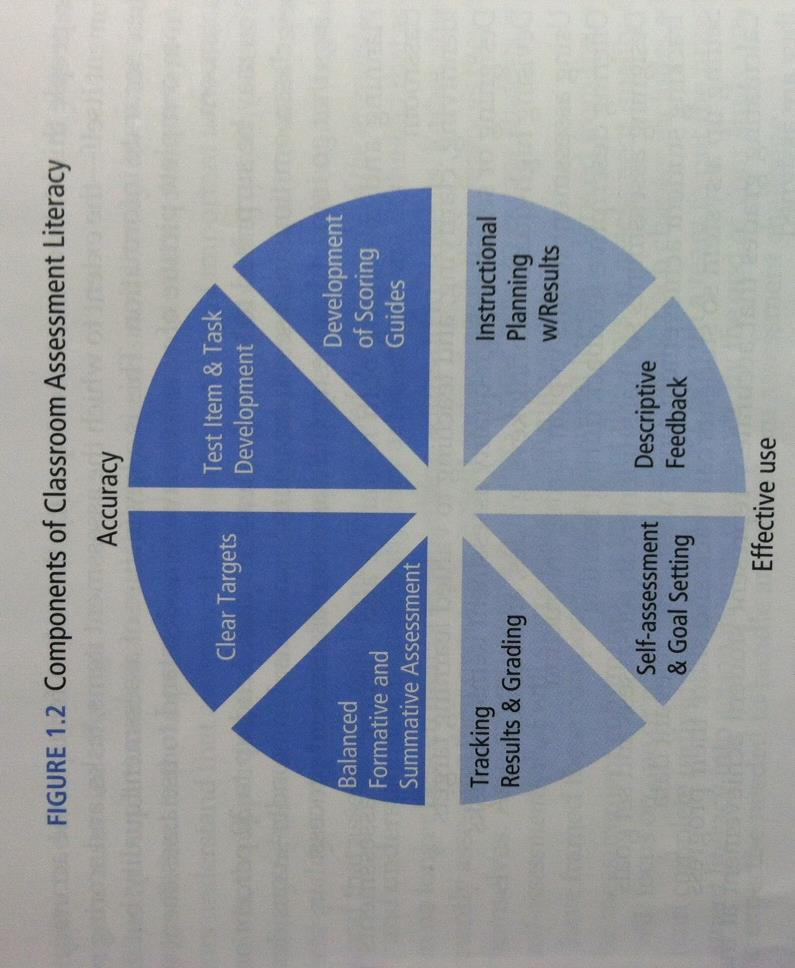 FIGURE 1.2 Components of Classroom Assessment Literacy
Accuracy
Clear Targets
Test Item & Task
Development
Balanced
Formative and
Summative Assessment
Development
of Scoring
Guides
Tracking
Results & Grading
Instructional
Planning
w/Results
Self-assessment
& Goal Setting
Descriptive
Feedback
Effective use